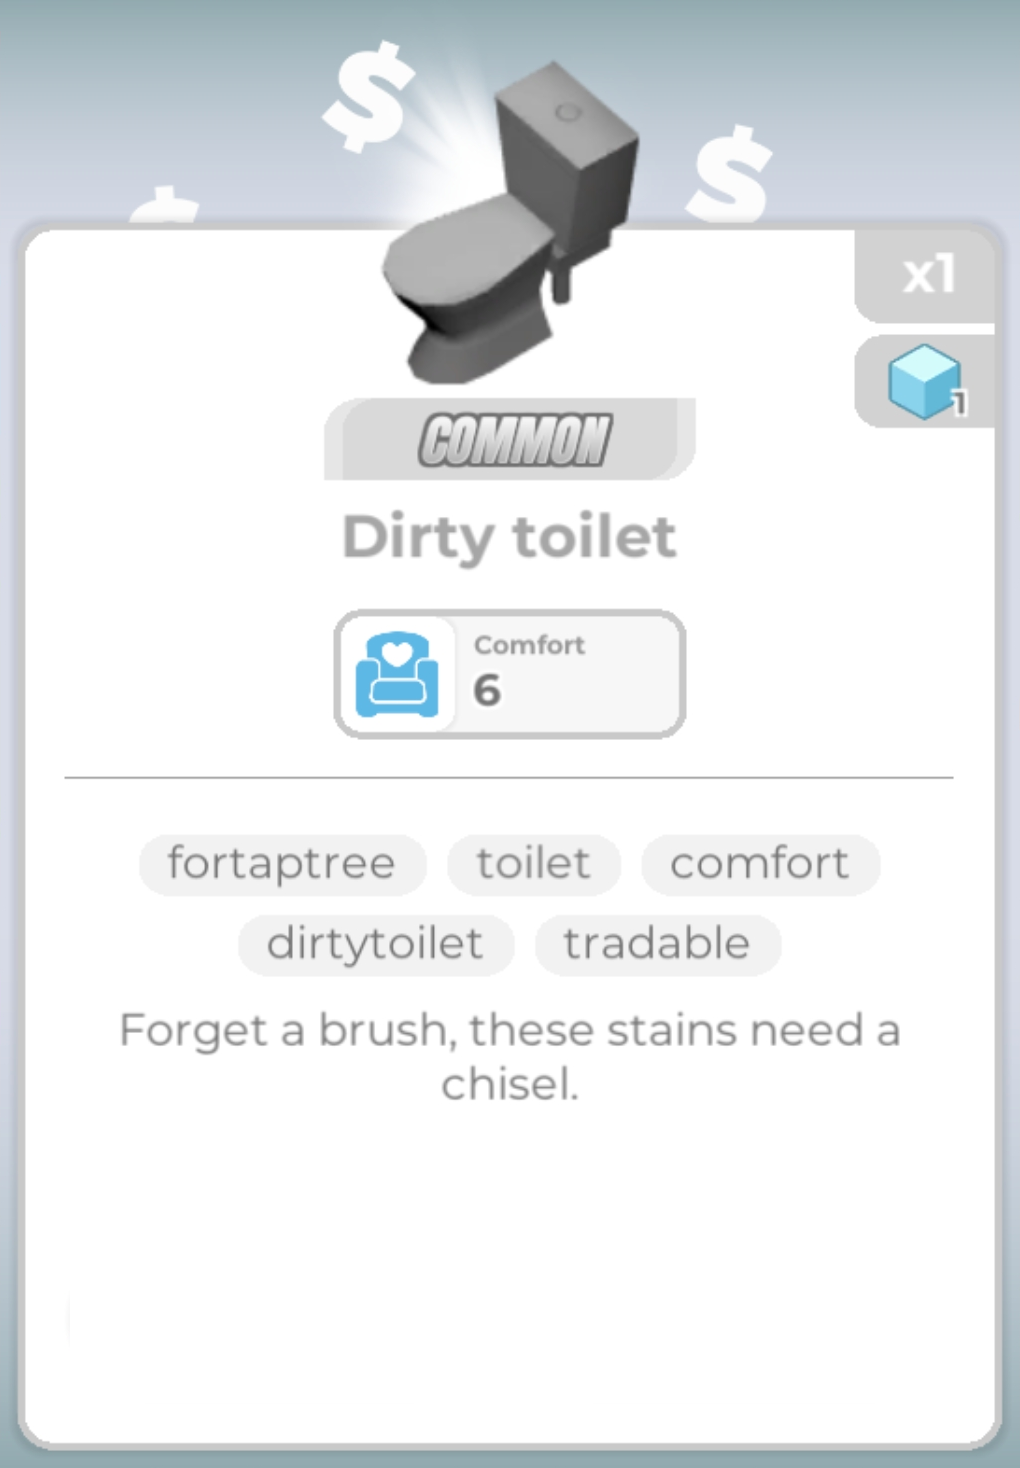 $
$
$
x1
1
COMMON
Dirty toilet
Comfort
6
fortaptree toilet comfort
dirtytoilet tradable
Forget a brush, these stains need a
chisel.